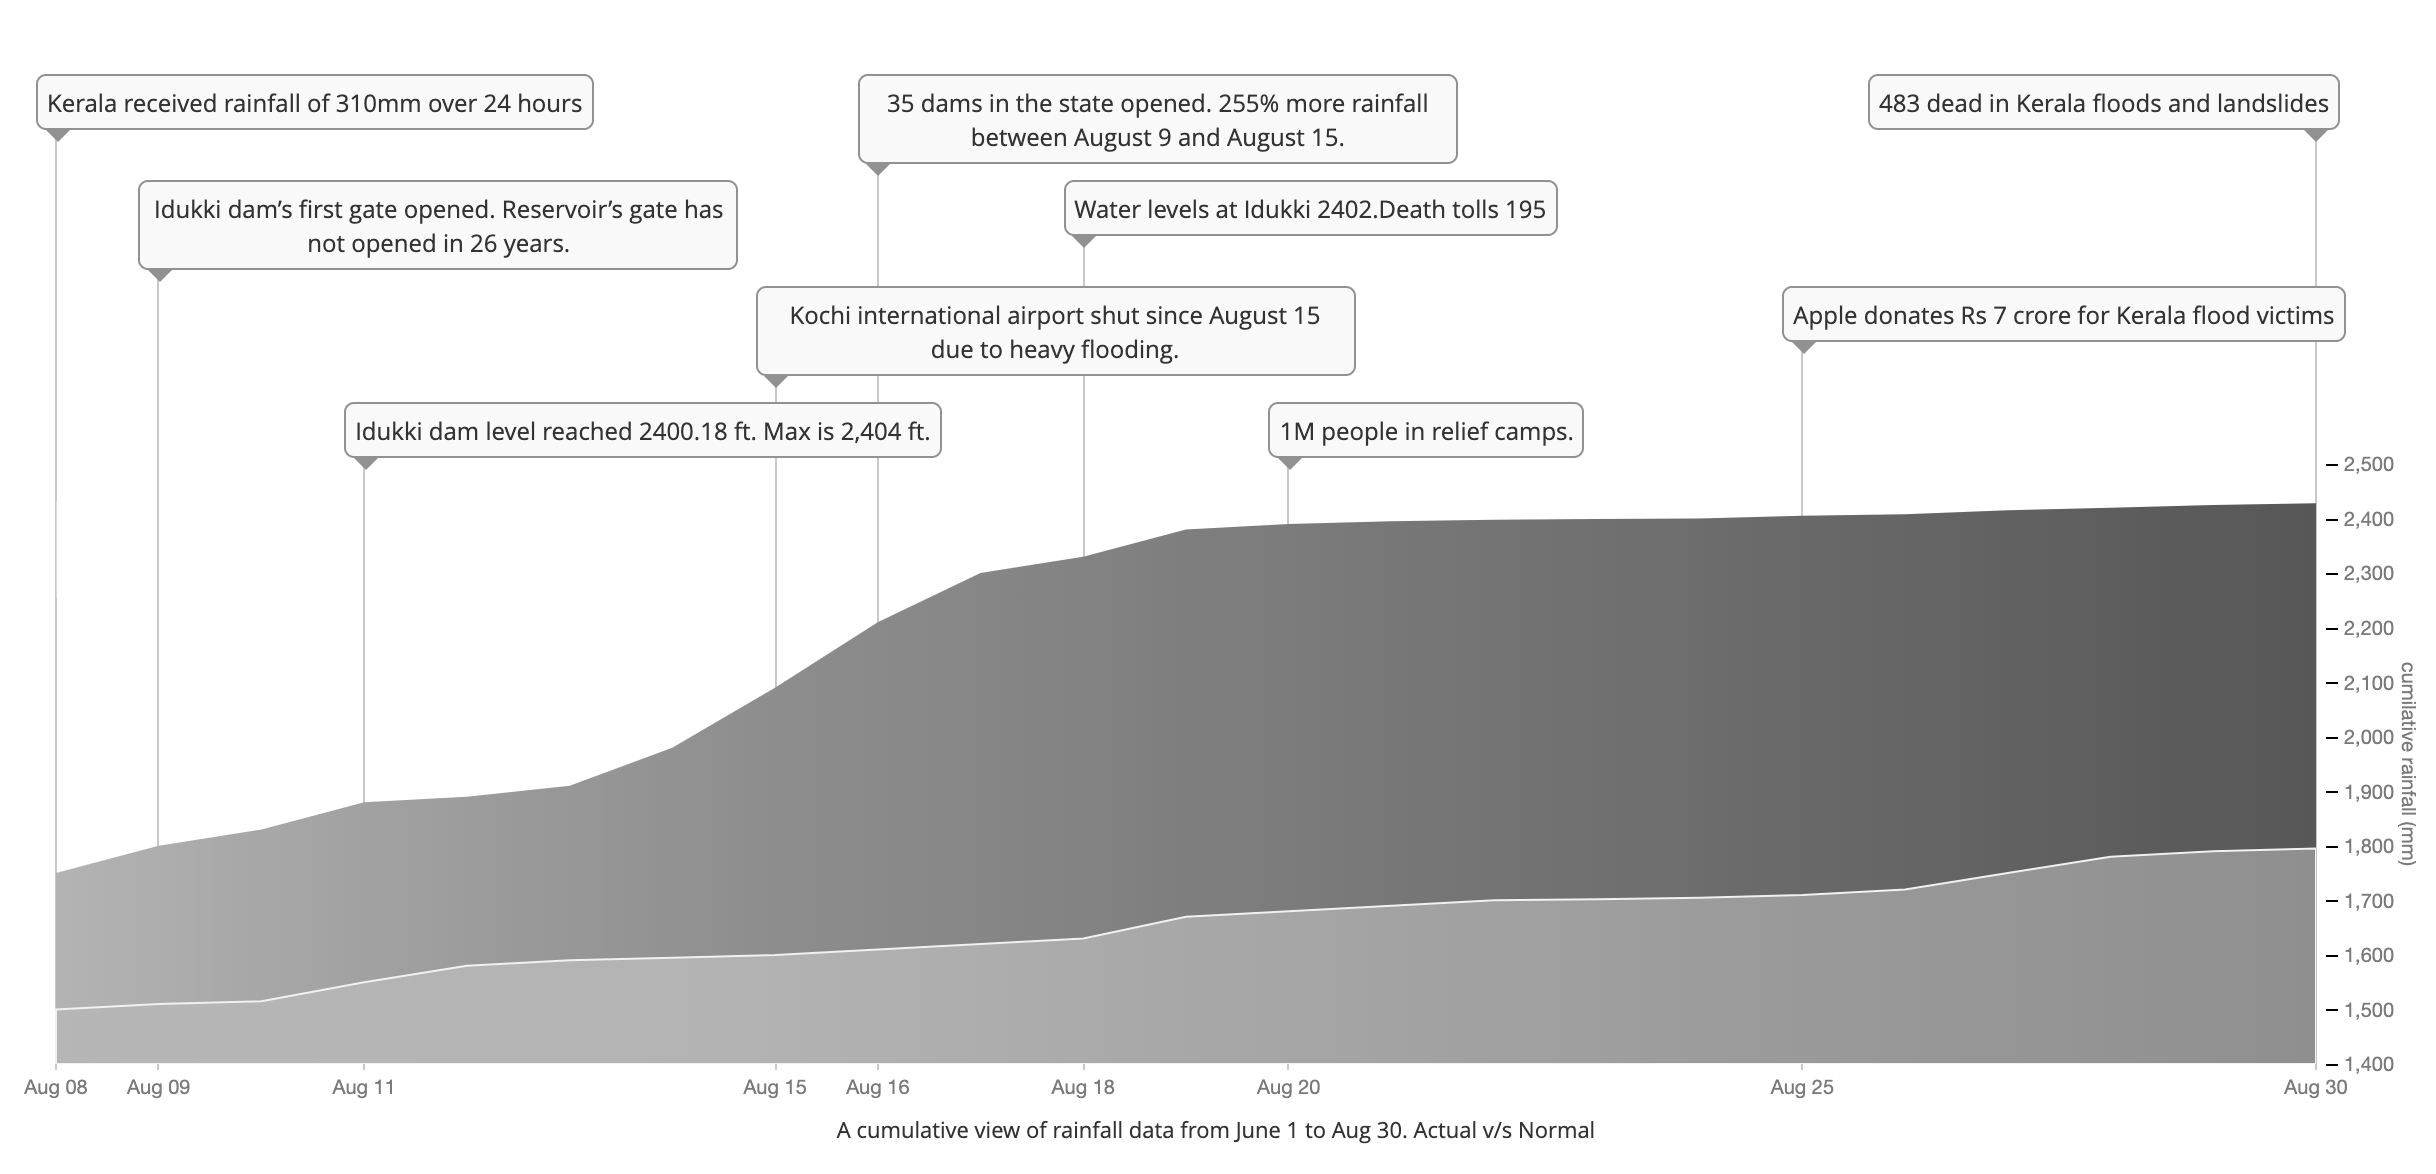 Kerala received rainfall of 310mm over 24 hours
35 dams in the state opened. 255% more rainfall
between August 9 and August 15.
483 dead in Kerala floods and landslides
Idukki dam’s first gate opened. Reservoir’s gate has
not opened in 26 years.
Water levels at Idukki 2402.Death tolls 195
Kochi international airport shut since August 15
due to heavy flooding.
Apple donates Rs 7 crore for Kerala flood victims
Idukki dam level reached 2400.18 ft. Max is 2,404 ft.
1M people in relief camps.
2,500
2,400
2,300
2,200
2,100
2,000
1,900
1,800
1,700
1,600
1,500
1,400
cumilative rainfall (mm)
Aug 08
Aug 09
Aug 11
Aug 15
Aug 16
Aug 18
Aug 20
Aug 25
Aug 30
A cumulative view of rainfall data from June 1 to Aug 30. Actual v/s Normal